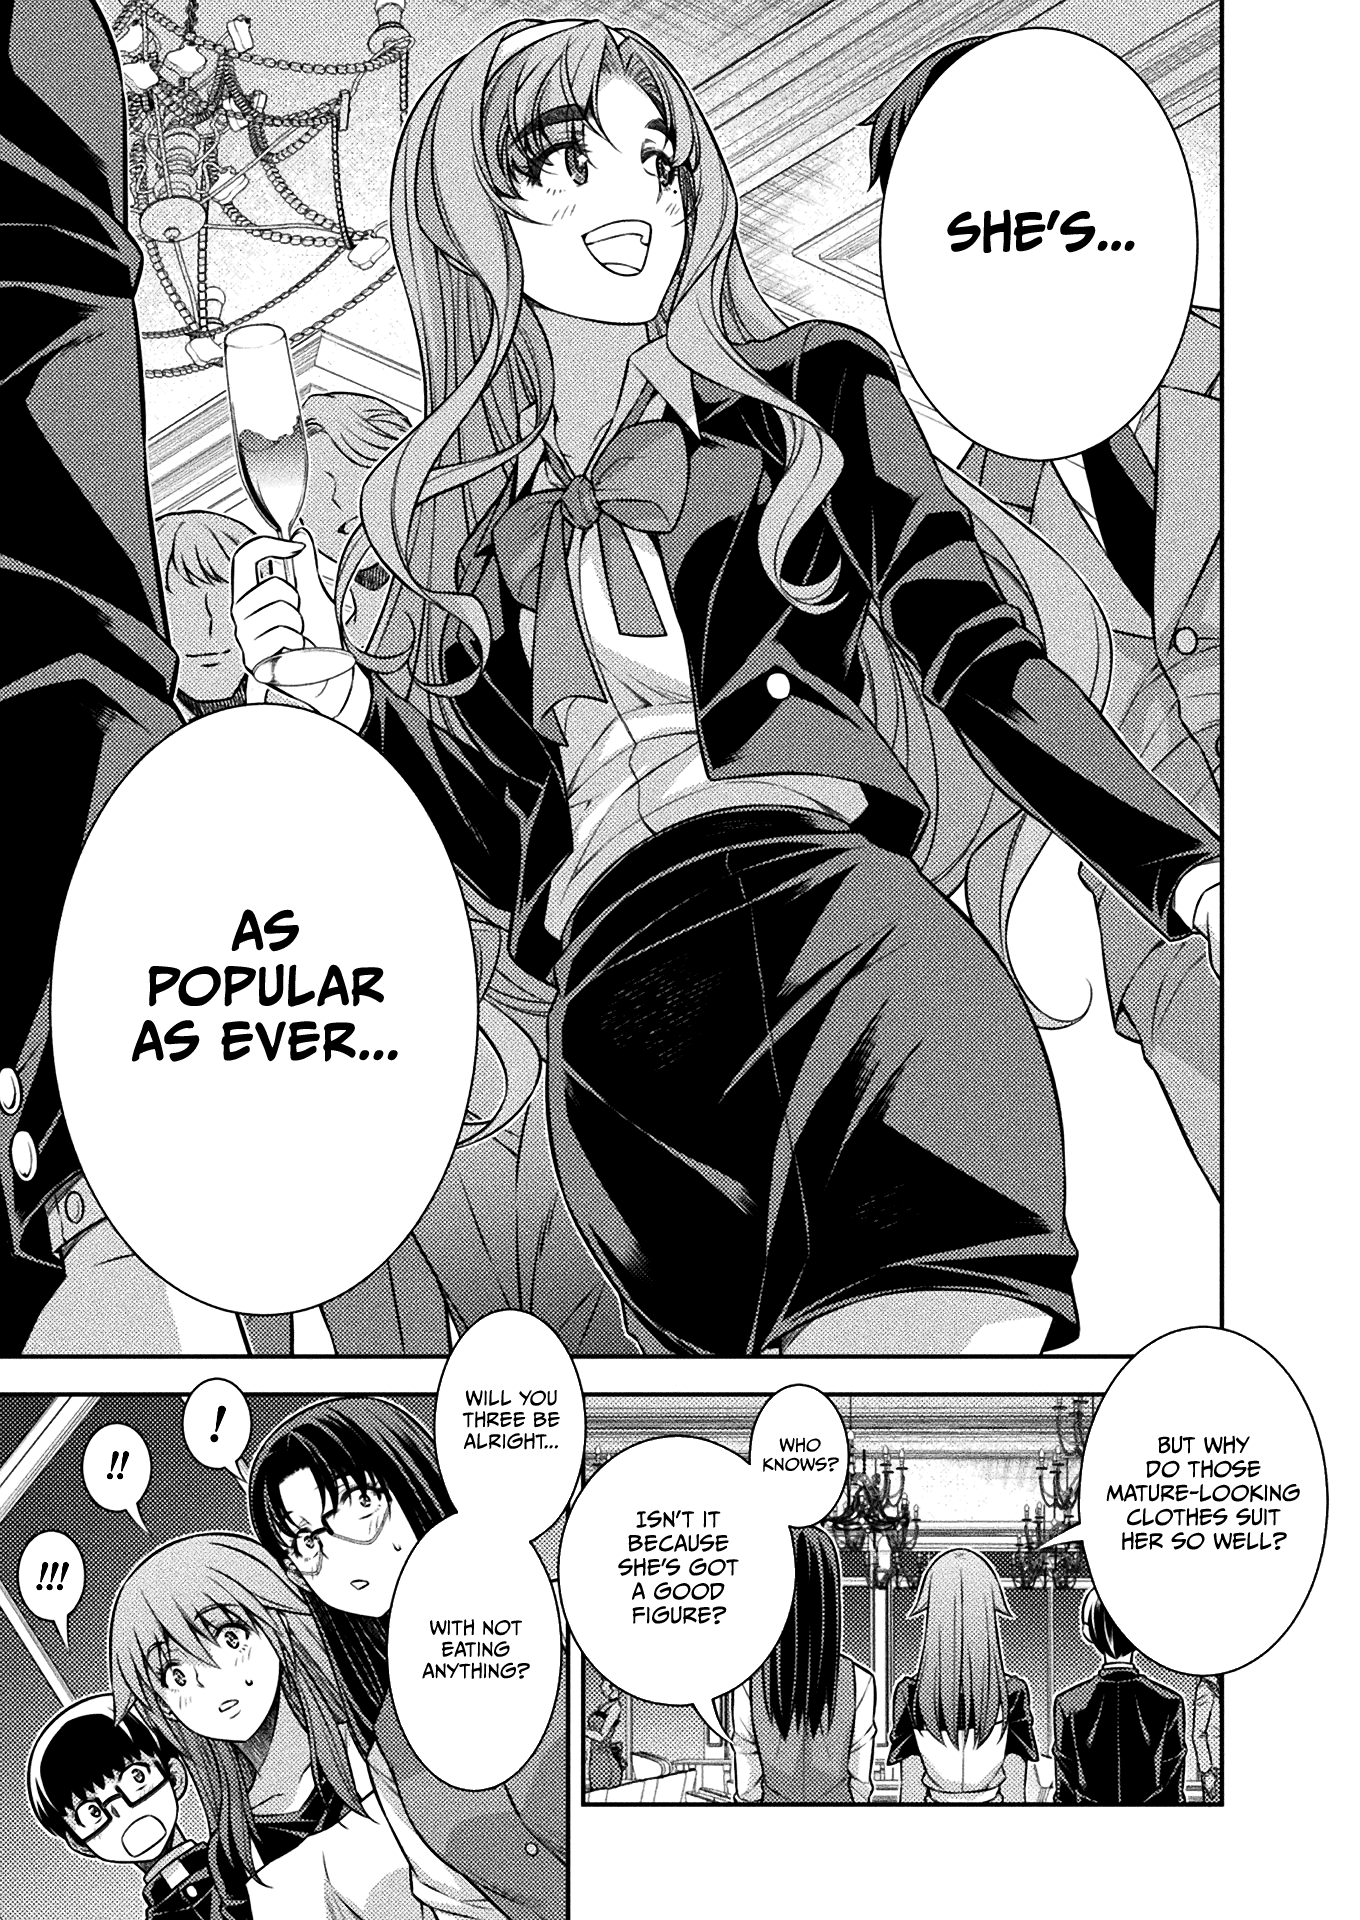 SHE'S...
AS
POPULAR
AS EVER...
BUT WHY
DO THOSE
MATURE-LOOKING
CLOTHES SUIT
HER SO WELL?
WHO
KNOWS?
ISN'T IT
BECAUSE
SHE'S GOT
A GOOD
FIGURE?
WILL YOU
THREE BE
ALRIGHT...
WITH NOT
EATING
ANYTHING?
!
!!
!!!